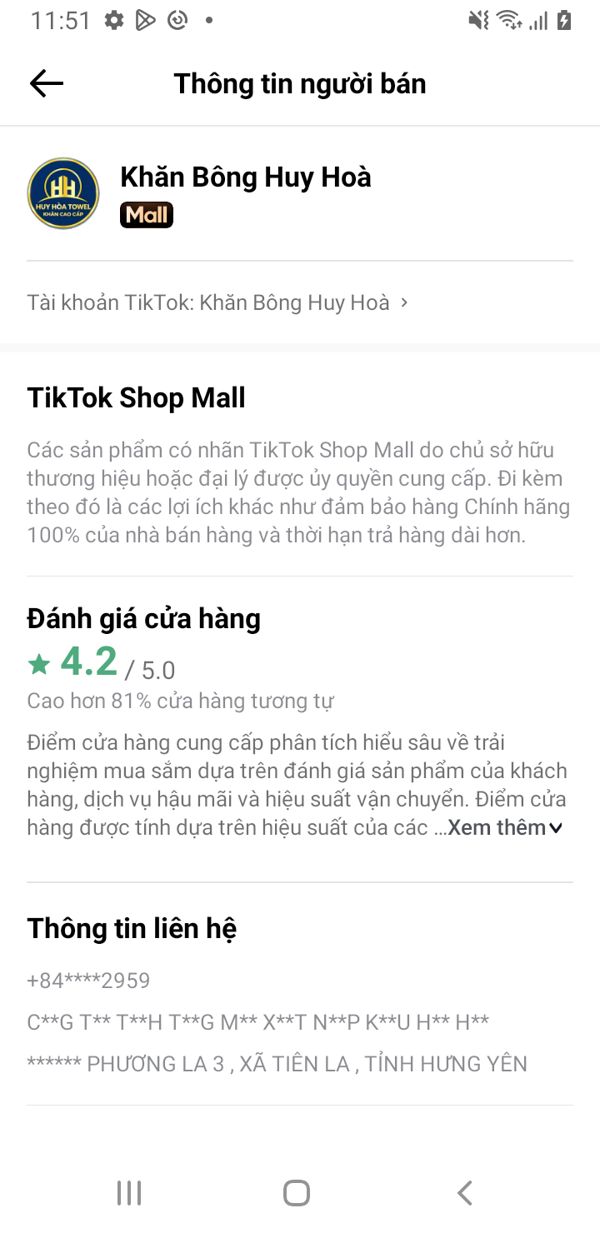 11:51
Thông tin người bán
HH
HUY HÒA TOWEL
KHĂN CAO CẤP
Khăn Bông Huy Hoà
Mall
Tài khoản TikTok: Khăn Bông Huy Hoà >
TikTok Shop Mall
Các sản phẩm có nhãn TikTok Shop Mall do chủ sở hữu
thương hiệu hoặc đại lý được ủy quyền cung cấp. Đi kèm
theo đó là các lợi ích khác như đảm bảo hàng Chính hãng
100% của nhà bán hàng và thời hạn trả hàng dài hơn.
Đánh giá cửa hàng
4.2 / 5.0
Cao hơn 81% cửa hàng tương tự
Điểm cửa hàng cung cấp phân tích hiểu sâu về trải
nghiệm mua sắm dựa trên đánh giá sản phẩm của khách
hàng, dịch vụ hậu mãi và hiệu suất vận chuyển. Điểm cửa
hàng được tính dựa trên hiệu suất của các ...Xem thêm
Thông tin liên hệ
+84****2959
C**G T** T**H T**G M** X**T N**P K**U H** H**
****** PHƯƠNG LA 3 , XÃ TIÊN LA , TỈNH HƯNG YÊN